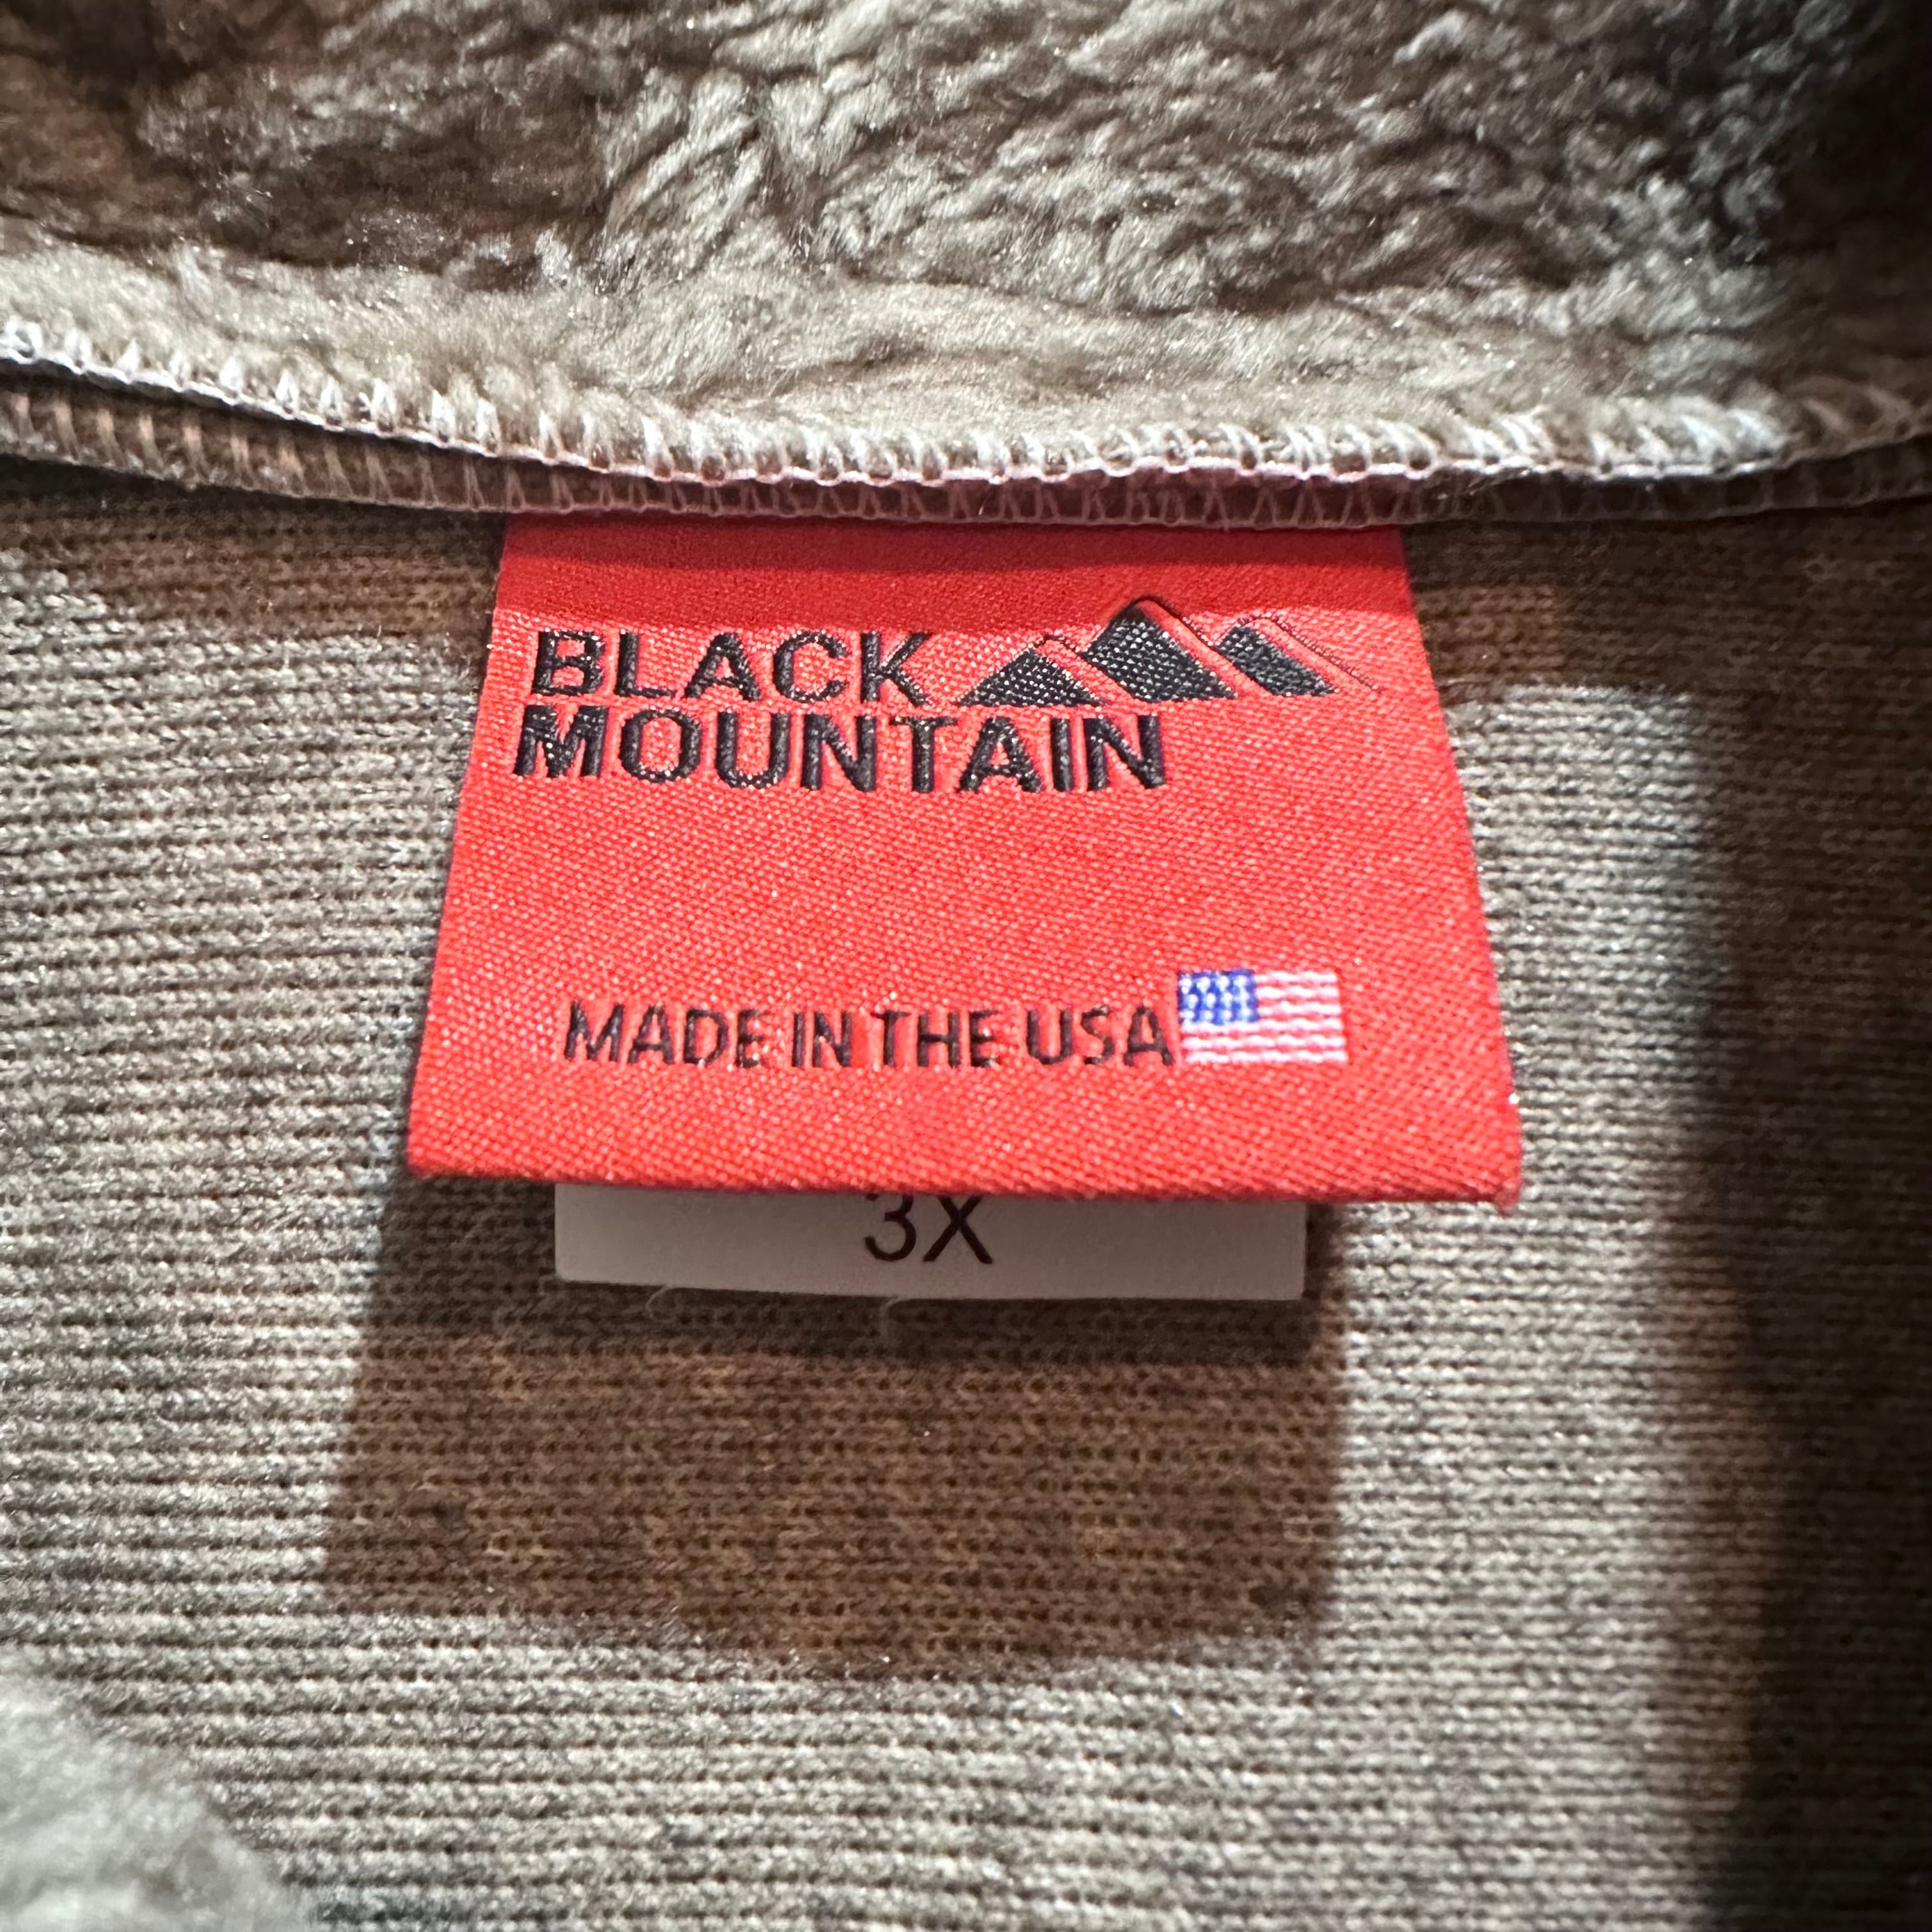 BLACK
MOUNTAIN
MADE IN THE USA
3X